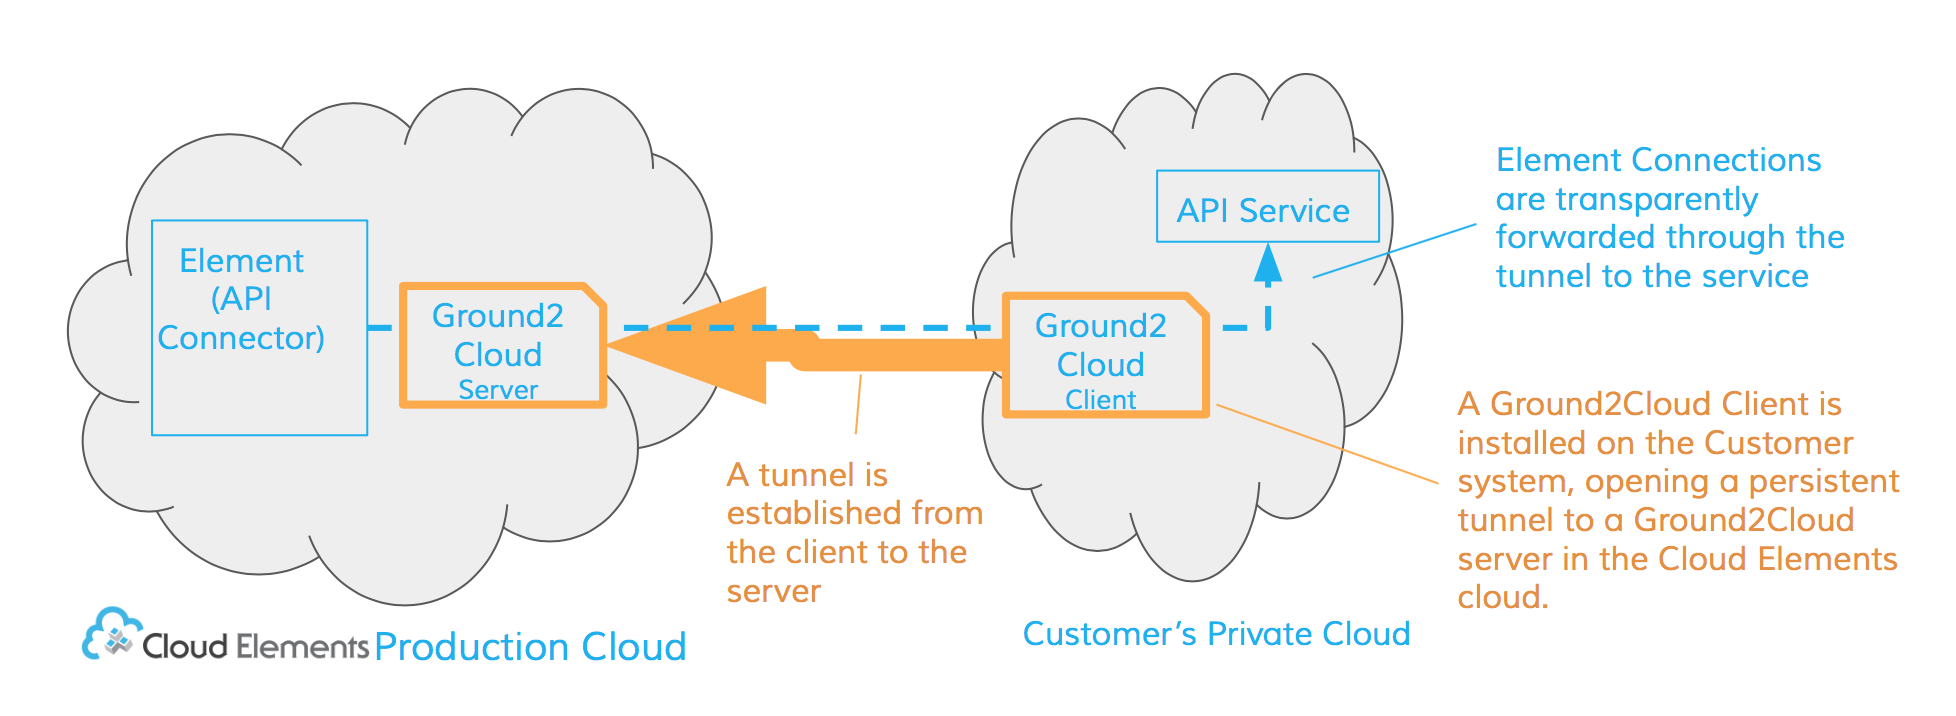 Element
(API
Connector)
Ground2
Cloud
Server
Ground2
Cloud
Client
API Service
Element Connections
are transparently
forwarded through the
tunnel to the service
A tunnel is
established from
the client to the
server
A Ground2Cloud Client is
installed on the Customer
system, opening a persistent
tunnel to a Ground2Cloud
server in the Cloud Elements
cloud.
Cloud Elements Production Cloud
Customer’s Private Cloud